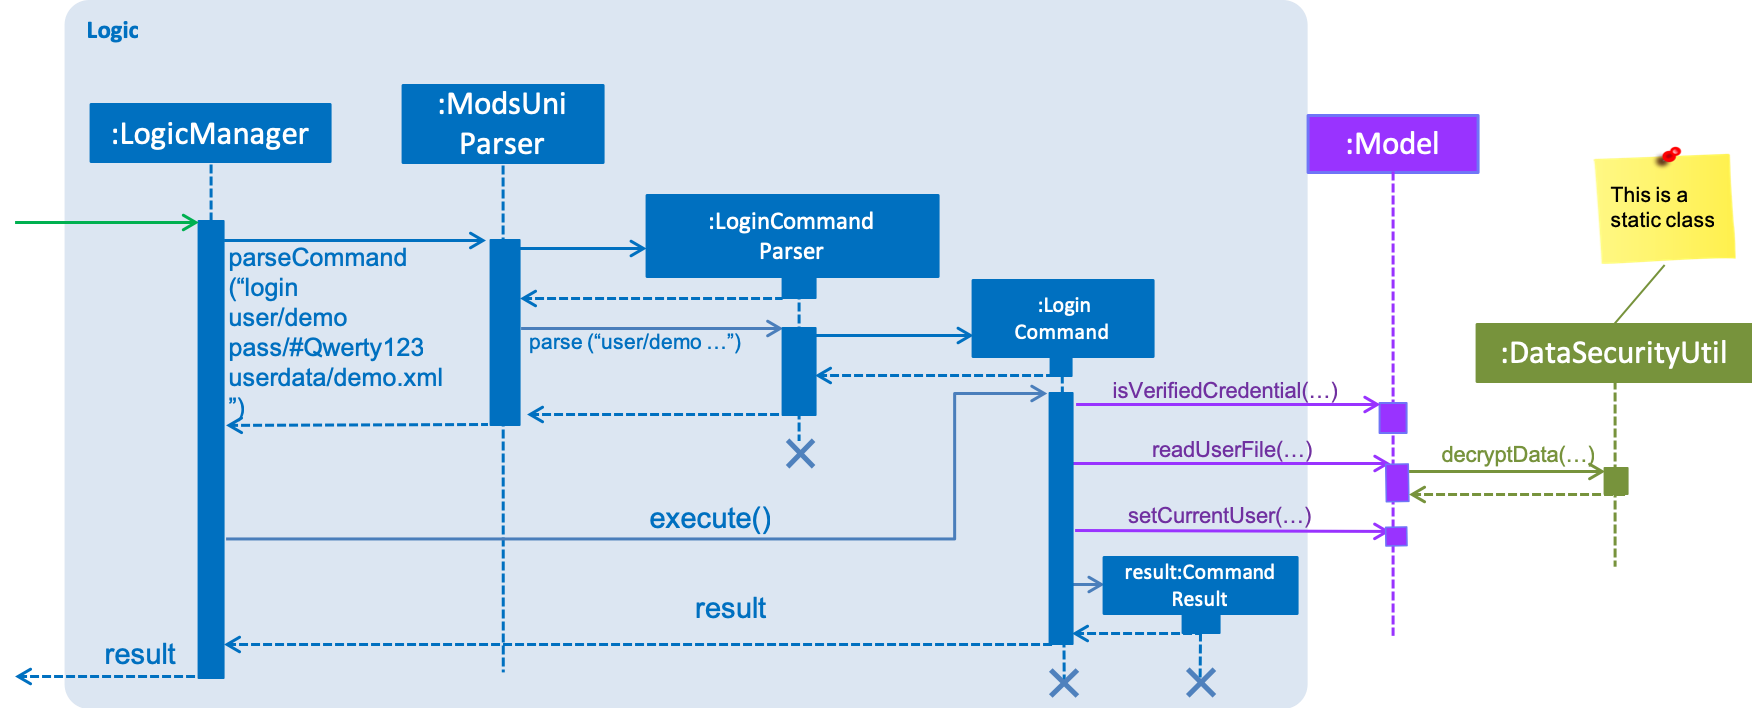 Logic
:LogicManager
:ModsUni
Parser
:LoginCommand
Parser
:Login
Command
:Model
This is a
static class
:DataSecurityUtil
parseCommand
(“login
user/demo
pass/#Qwerty123
userdata/demo.xml
”)
parse (“user/demo ...”)
isVerifiedCredential(...)
readUserFile(...)
decryptData(...)
setCurrentUser(...)
execute()
result:Command
Result
result
result